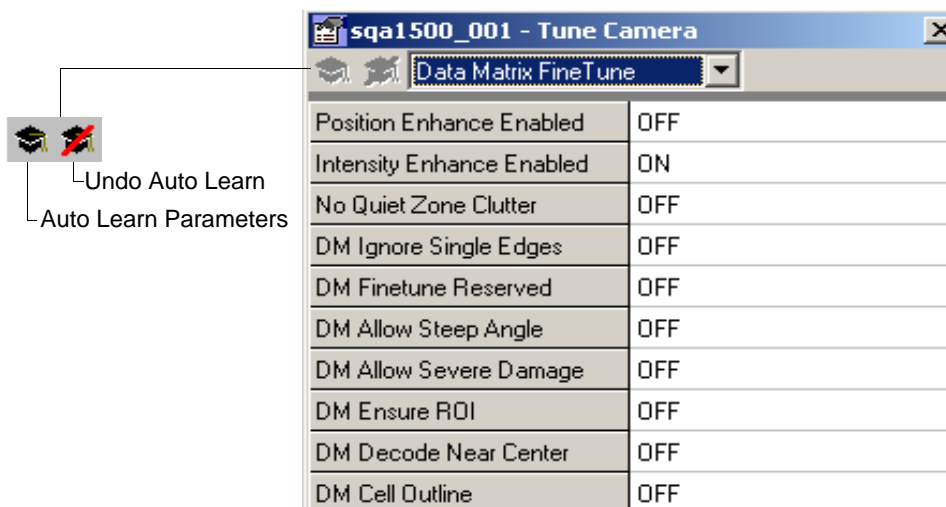 sqa1500_001 - Tune Camera
Data Matrix FineTune
Undo Auto Learn
Auto Learn Parameters
Position Enhance Enabled OFF
Intensity Enhance Enabled ON
No Quiet Zone Clutter OFF
DM Ignore Single Edges OFF
DM Finetune Reserved OFF
DM Allow Steep Angle OFF
DM Allow Severe Damage OFF
DM Ensure ROI OFF
DM Decode Near Center OFF
DM Cell Outline OFF